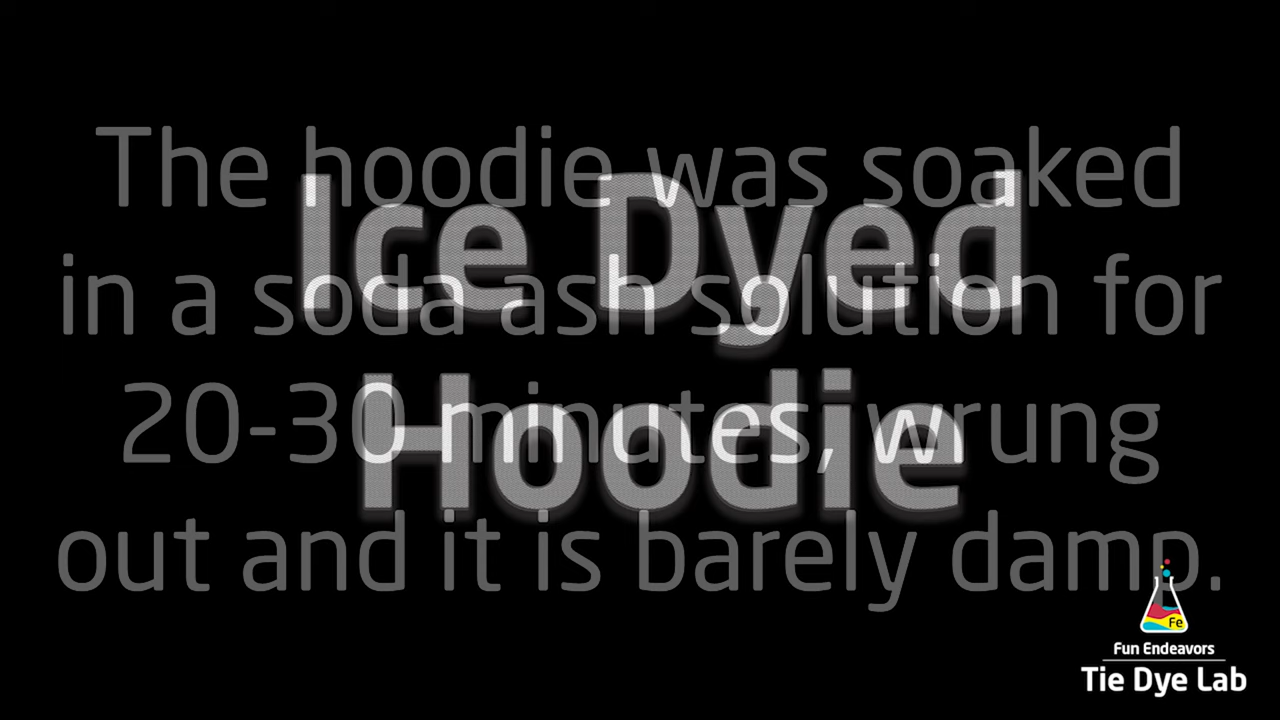 The hoodie was soaked
in a soda ash solution for
20-30 minutes, wrung
out and it is barely damp.
Ice Dyed
Hoodie
Fe
Fun Endeavors
Tie Dye Lab